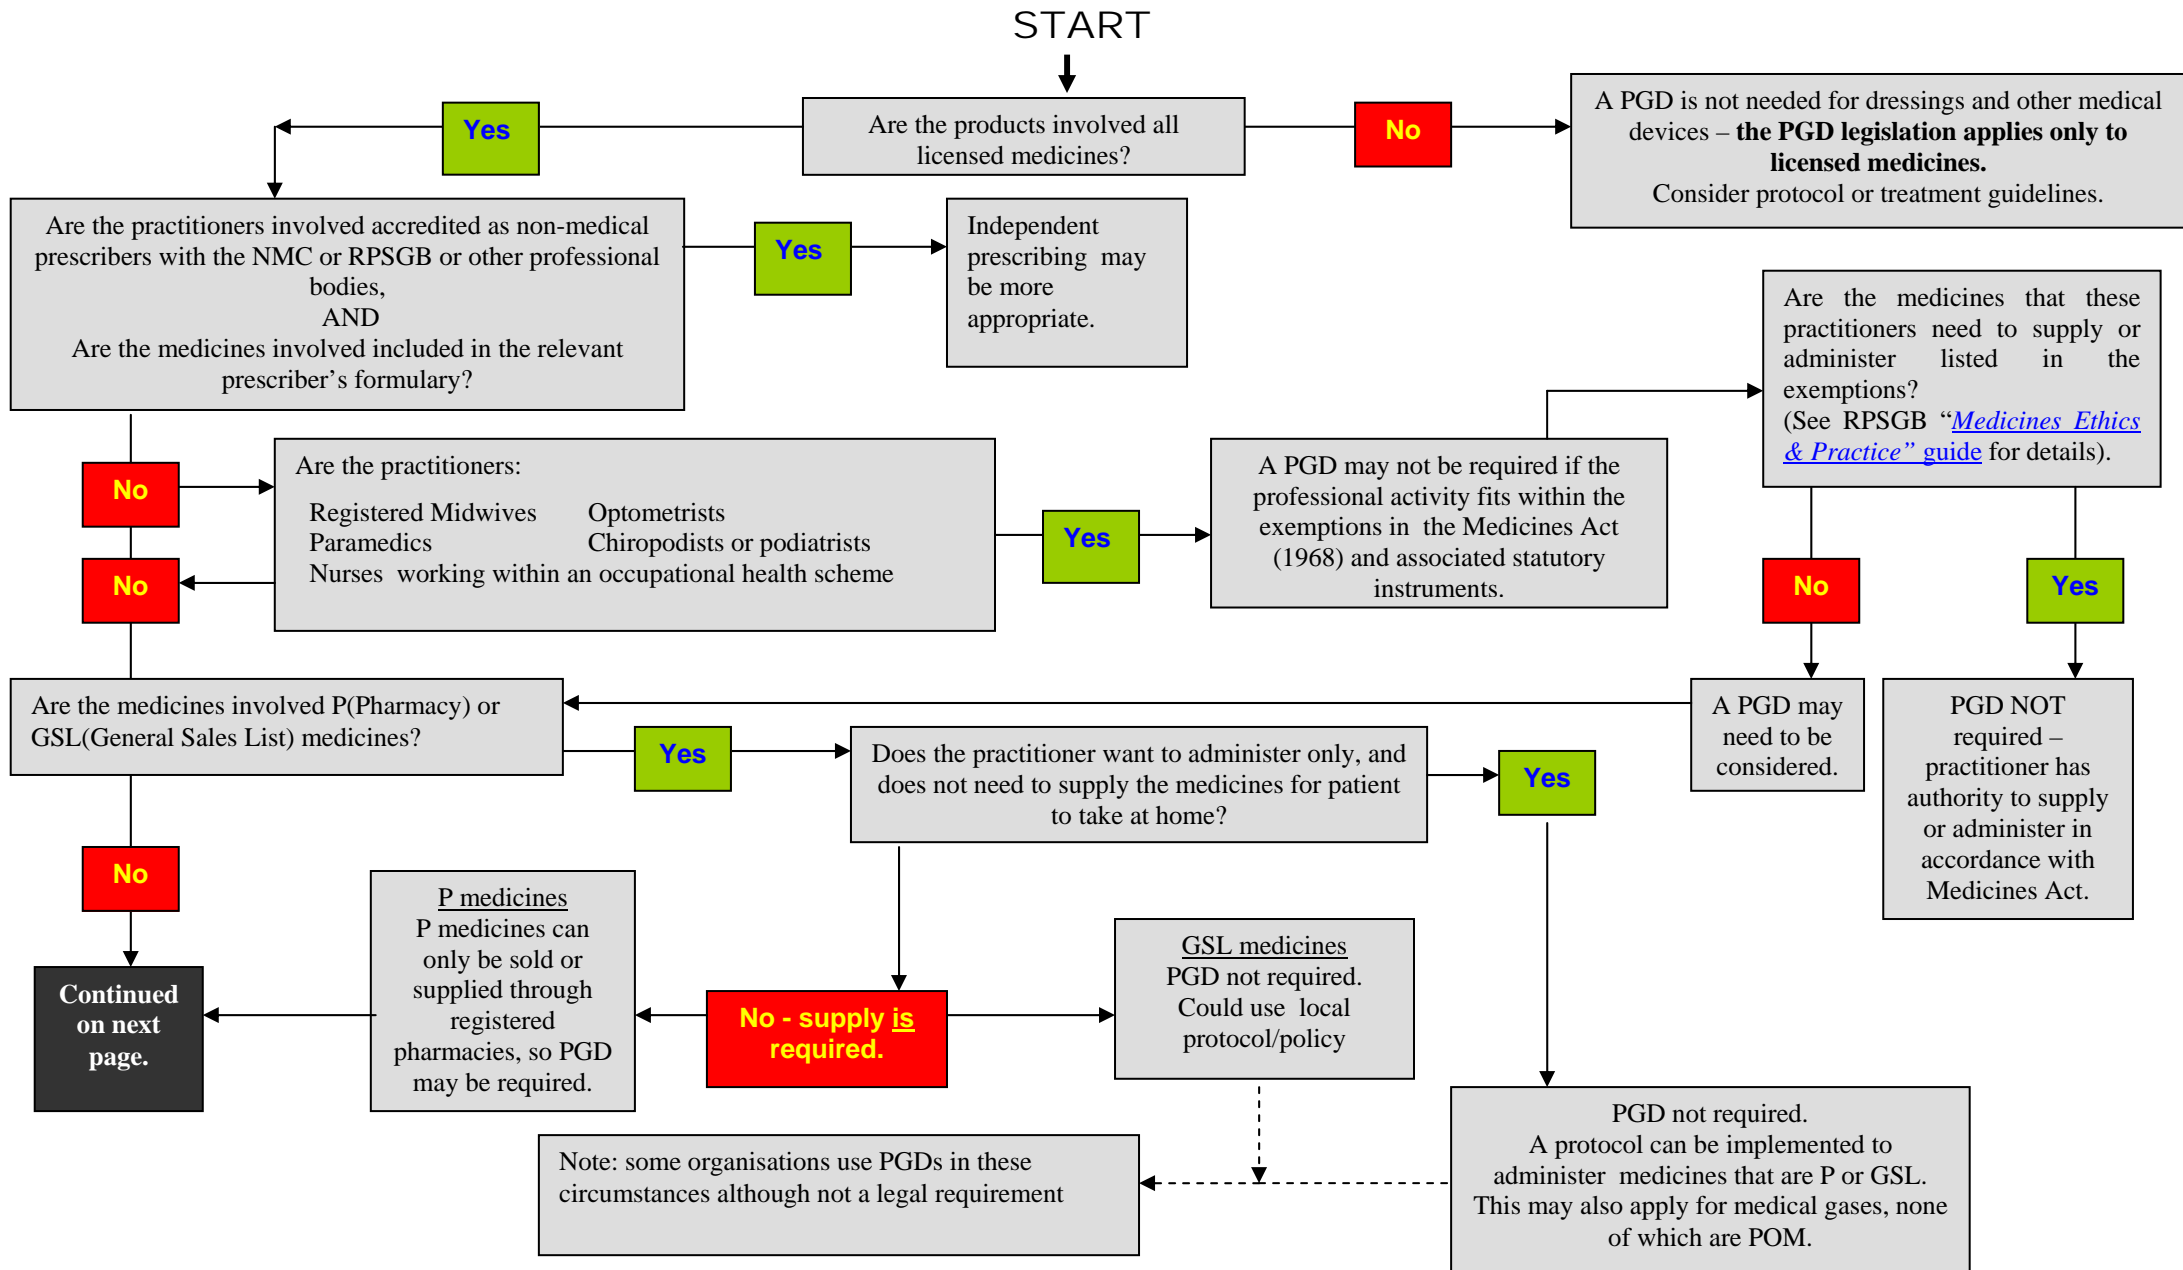 START
Yes
Are the products involved all
licensed medicines?
No
A PGD is not needed for dressings and other medical
devices – the PGD legislation applies only to
licensed medicines.
Consider protocol or treatment guidelines.
Are the practitioners involved accredited as non-medical
prescribers with the NMC or RPSGB or other professional
bodies,
AND
Are the medicines involved included in the relevant
prescriber’s formulary?
Yes
Independent
prescribing may
be more
appropriate.
Are the medicines that these
practitioners need to supply or
administer listed in the
exemptions?
(See RPSGB “Medicines Ethics
& Practice” guide for details).
No
Are the practitioners:
Registered Midwives Optometrists
Paramedics Chiropodists or podiatrists
Nurses working within an occupational health scheme
Yes
A PGD may not be required if the
professional activity fits within the
exemptions in the Medicines Act
(1968) and associated statutory
instruments.
No
No
Yes
Are the medicines involved P(Pharmacy) or
GSL(General Sales List) medicines?
Yes
Does the practitioner want to administer only, and
does not need to supply the medicines for patient
to take at home?
Yes
A PGD may
need to be
considered.
PGD NOT
required –
practitioner has
authority to supply
or administer in
accordance with
Medicines Act.
No
Continued
on next
page.
P medicines
P medicines can
only be sold or
supplied through
registered
pharmacies, so PGD
may be required.
No - supply is
required.
GSL medicines
PGD not required.
Could use local
protocol/policy
Note: some organisations use PGDs in these
circumstances although not a legal requirement
PGD not required.
A protocol can be implemented to
administer medicines that are P or GSL.
This may also apply for medical gases, none
of which are POM.